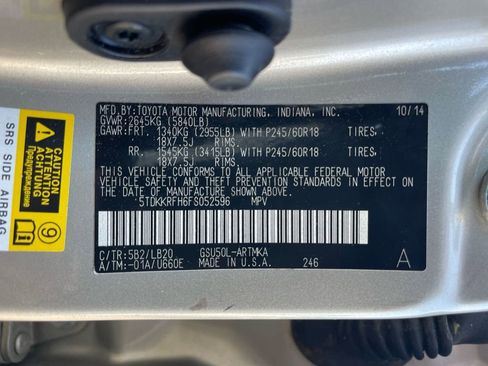 MFD.BY:TOYOTA MOTOR MANUFACTURING, INDIANA, INC. 10/14
GVWR:2645KG (5840LB)
GAWR:FRT. 1340KG (2955LB) WITH P245/60R18 TIRES,
18X7.5J RIMS.
RR. 1545KG (3415LB) WITH P245/60R18 TIRES,
18X7.5J RIMS.
THIS VEHICLE CONFORMS TO ALL APPLICABLE FEDERAL MOTOR
VEHICLE SAFETY AND THEFT PREVENTION STANDARDS IN EFFECT
ON THE DATE OF MANUFACTURE SHOWN ABOVE.
5TDKKRFH6FS052596 MPV
C/TR:5B2/LB20 GSU50L-ARTMKA
A/TM:-01A/U660E MADE IN U.S.A. 246 A
SRS SIDE AIRBAG
CAUTION
Предупреждение